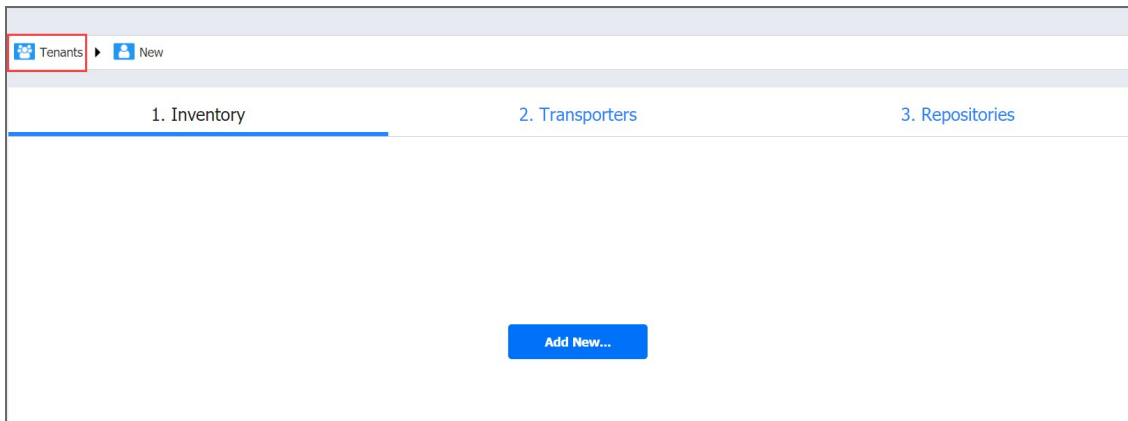 Tenants New
1. Inventory 2. Transporters 3. Repositories
Add New...